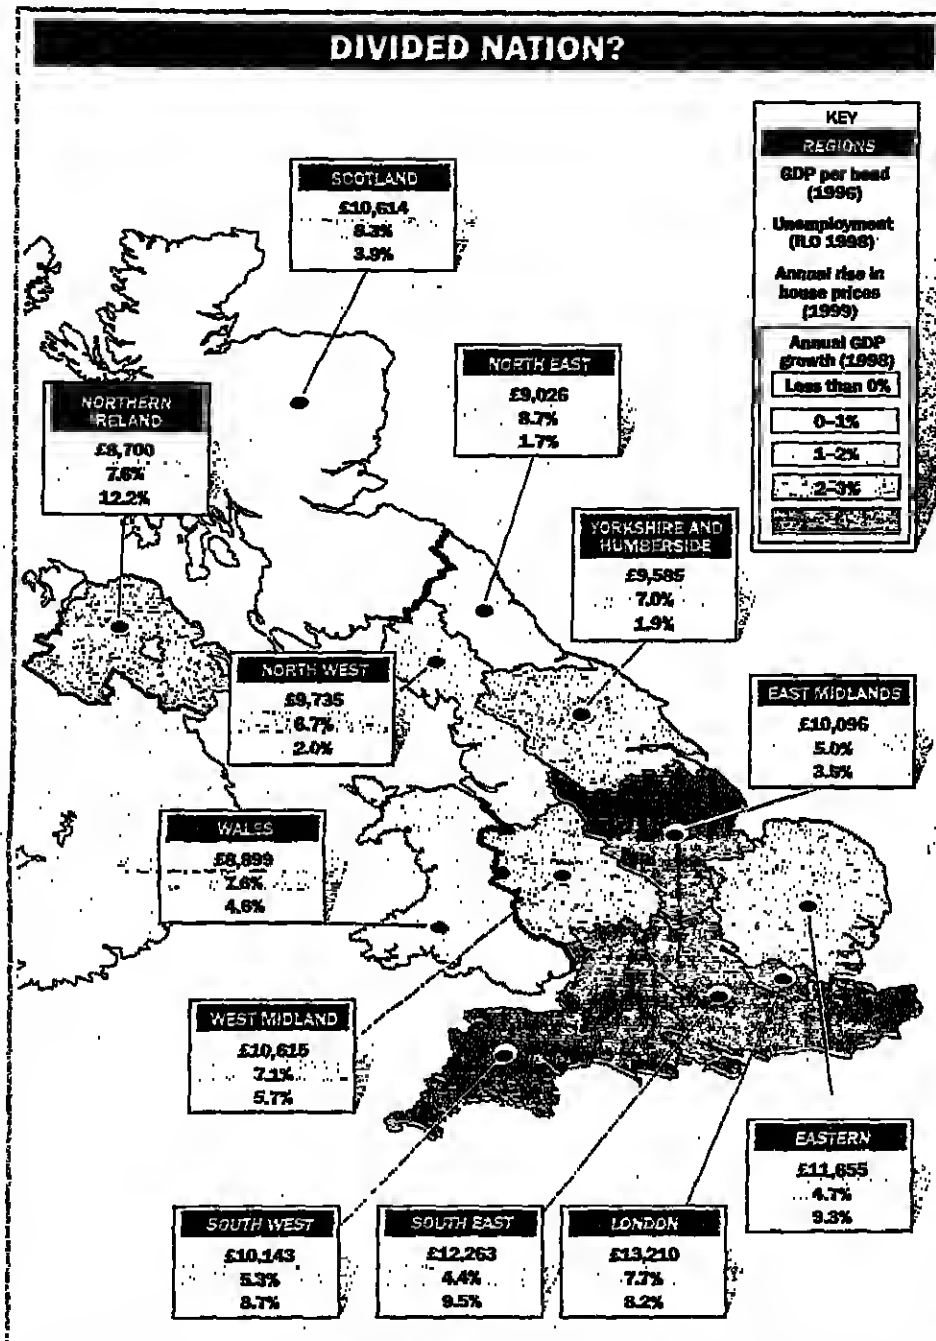 DIVIDED NATION?
KEY
REGIONS
GDP per head
(1996)
Unemployment
(ILO 1998)
Annual rise in
house prices
(1999)
Annual GDP
growth (1998)
Less than 0%
0–1%
1–2%
2–3%
SCOTLAND
£10,614
8.3%
3.9%
NORTH EAST
£9,026
8.7%
1.7%
NORTHERN
IRELAND
£8,700
7.6%
12.2%
YORKSHIRE AND
HUMBERSIDE
£9,585
7.0%
1.9%
NORTH WEST
£9,735
6.7%
2.0%
EAST MIDLANDS
£10,096
5.0%
3.5%
WALES
£8,899
7.6%
4.6%
WEST MIDLAND
£10,615
7.1%
5.7%
EASTERN
£11,655
4.7%
9.3%
SOUTH WEST
£10,143
5.3%
8.7%
SOUTH EAST
£12,263
4.4%
9.5%
LONDON
£13,210
7.7%
8.2%